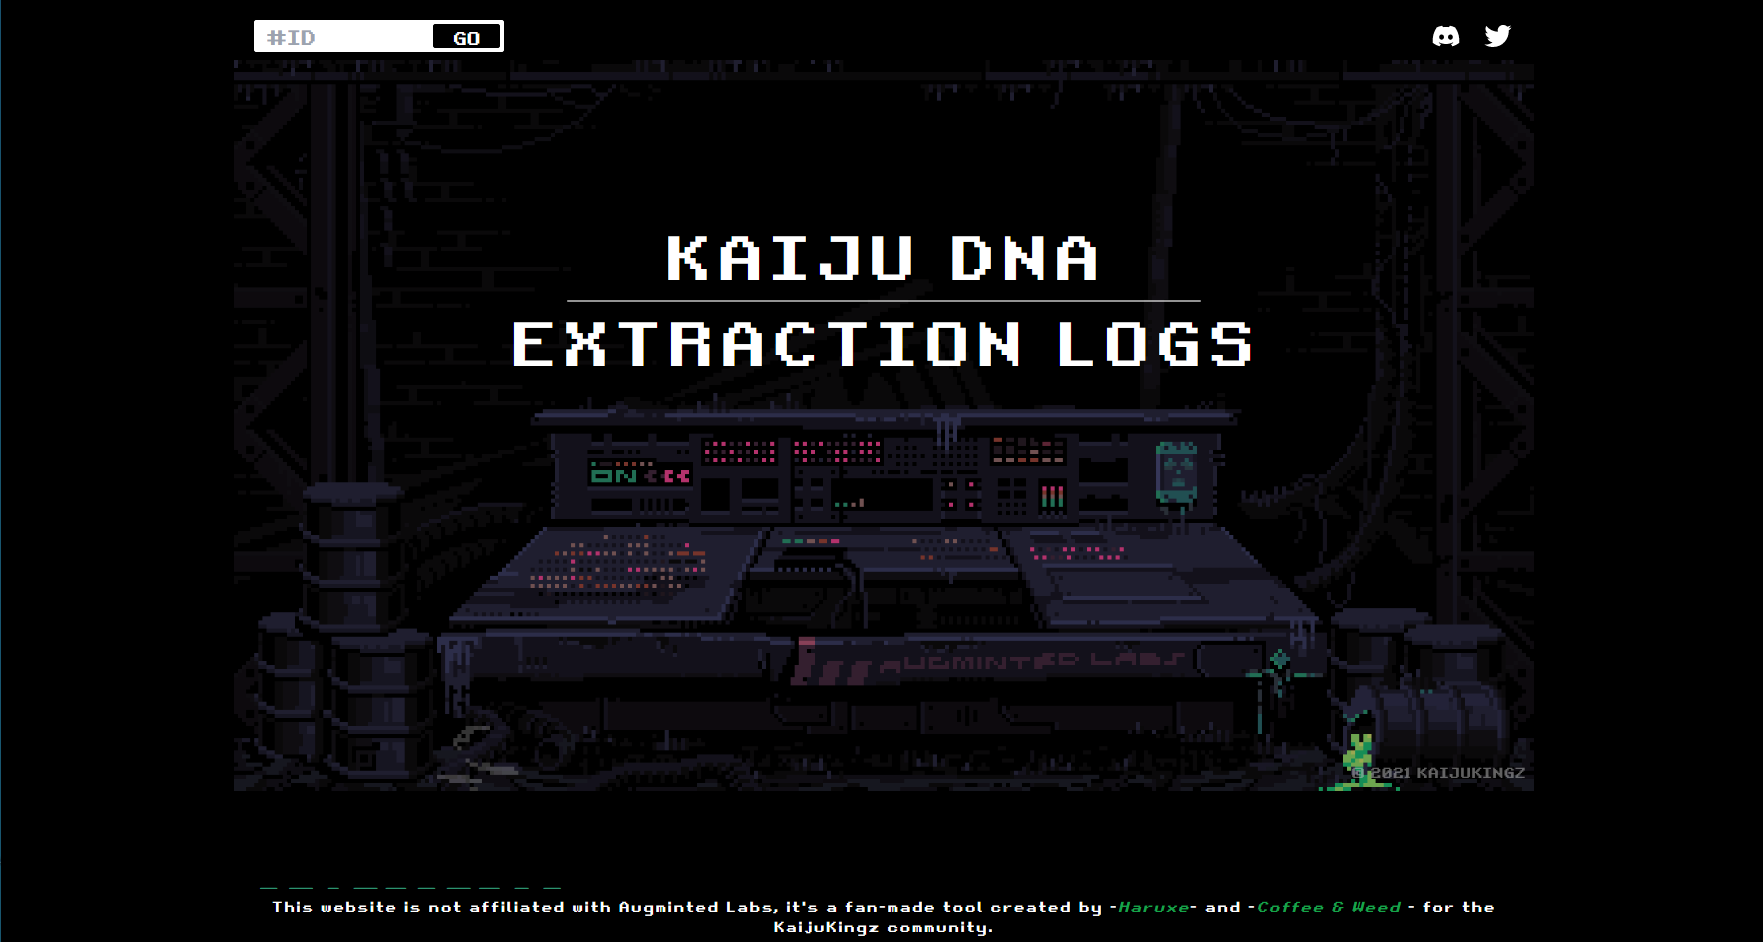 #ID
GO
KAIJU DNA
EXTRACTION LOGS
ON
AUGMINTED LABS
© 2021 KAIJUKINGZ
This website is not affiliated with Augminted Labs, it's a fan-made tool created by -Haruxe- and -Coffee & Weed - for the
KaijuKingz community.